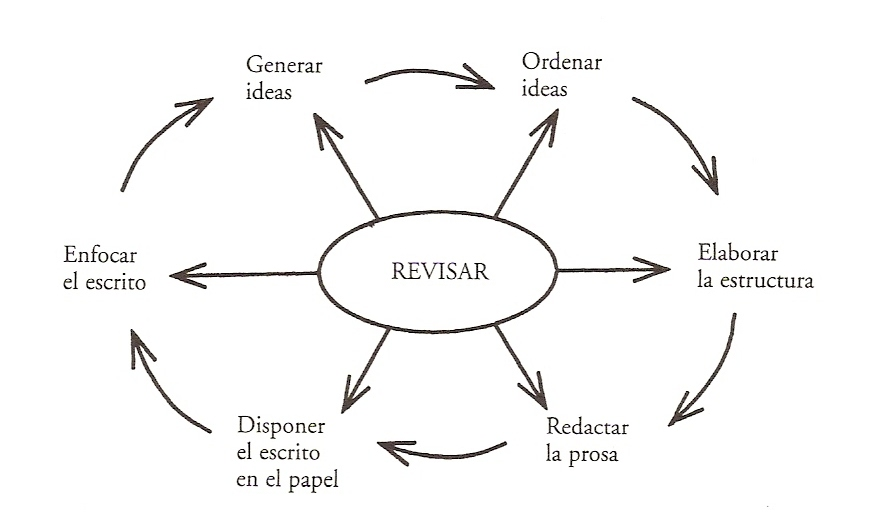 Generar
ideas
Ordenar
ideas
Enfocar
el escrito
REVISAR
Elaborar
la estructura
Disponer
el escrito
en el papel
Redactar
la prosa